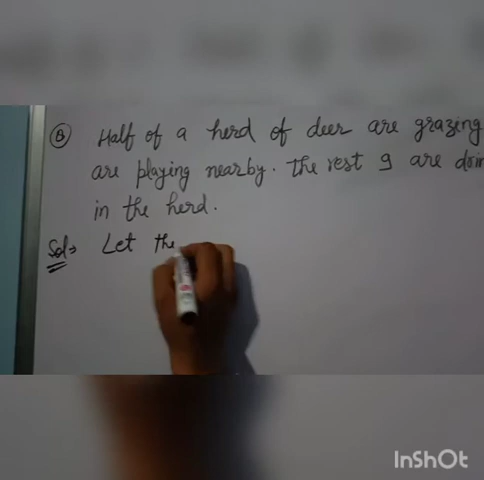 8 Half of a herd of deer are grazing
are playing nearby. The rest 9 are
in the herd.
Sol⇒ Let the
InShOt